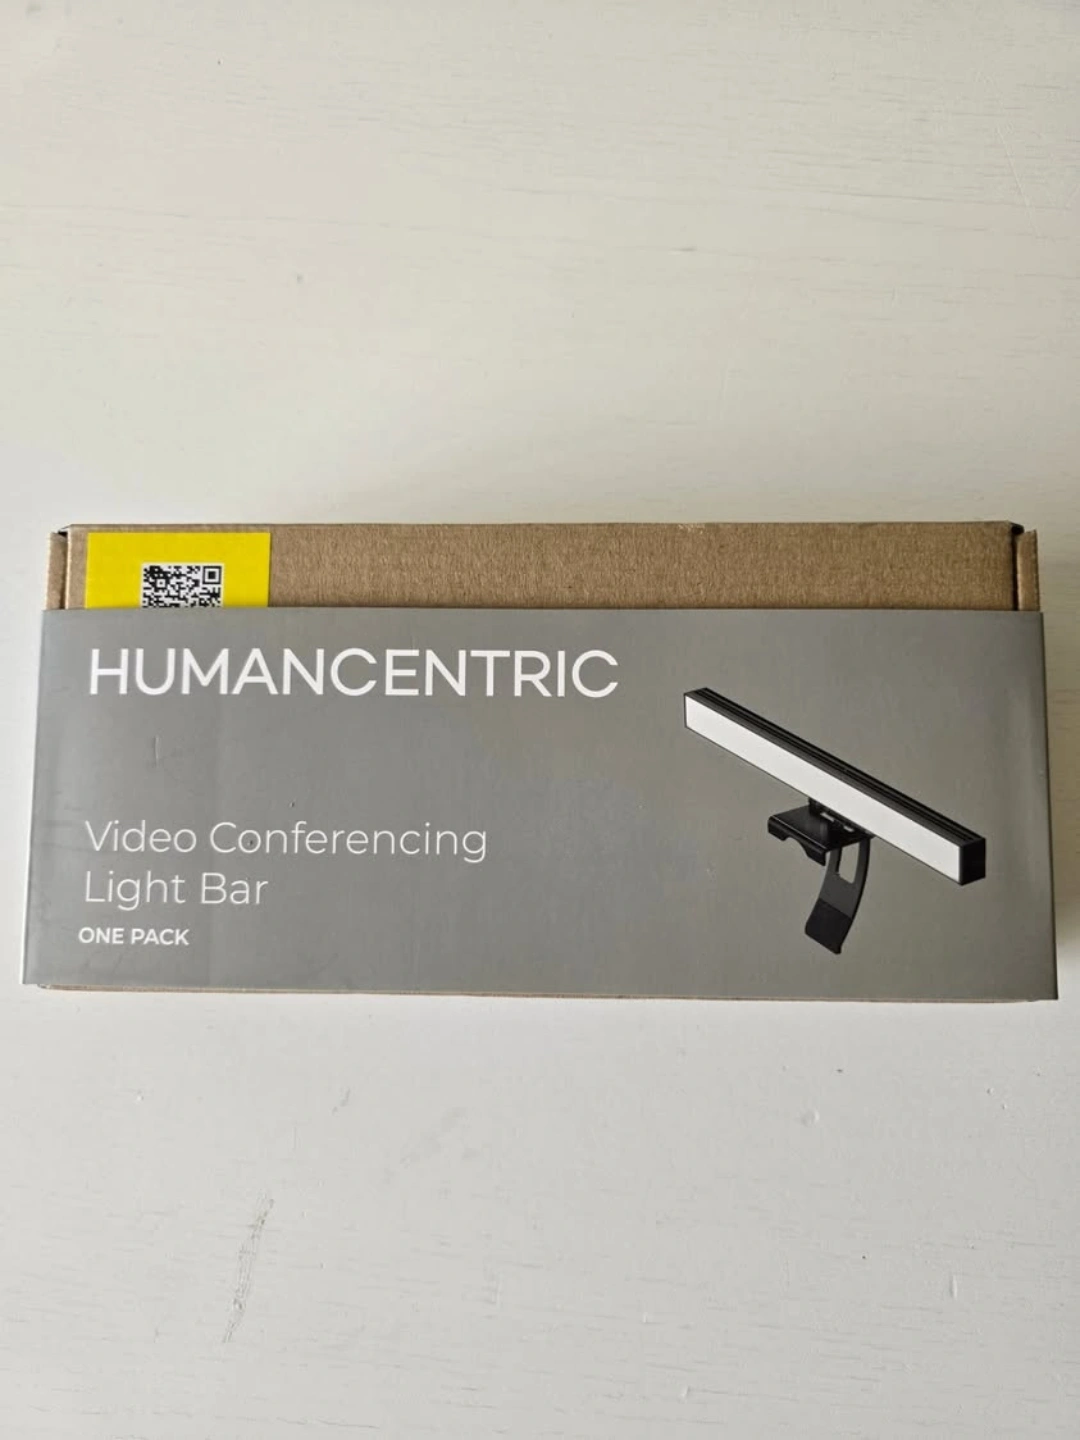 HUMANCENTRIC
Video Conferencing
Light Bar
ONE PACK